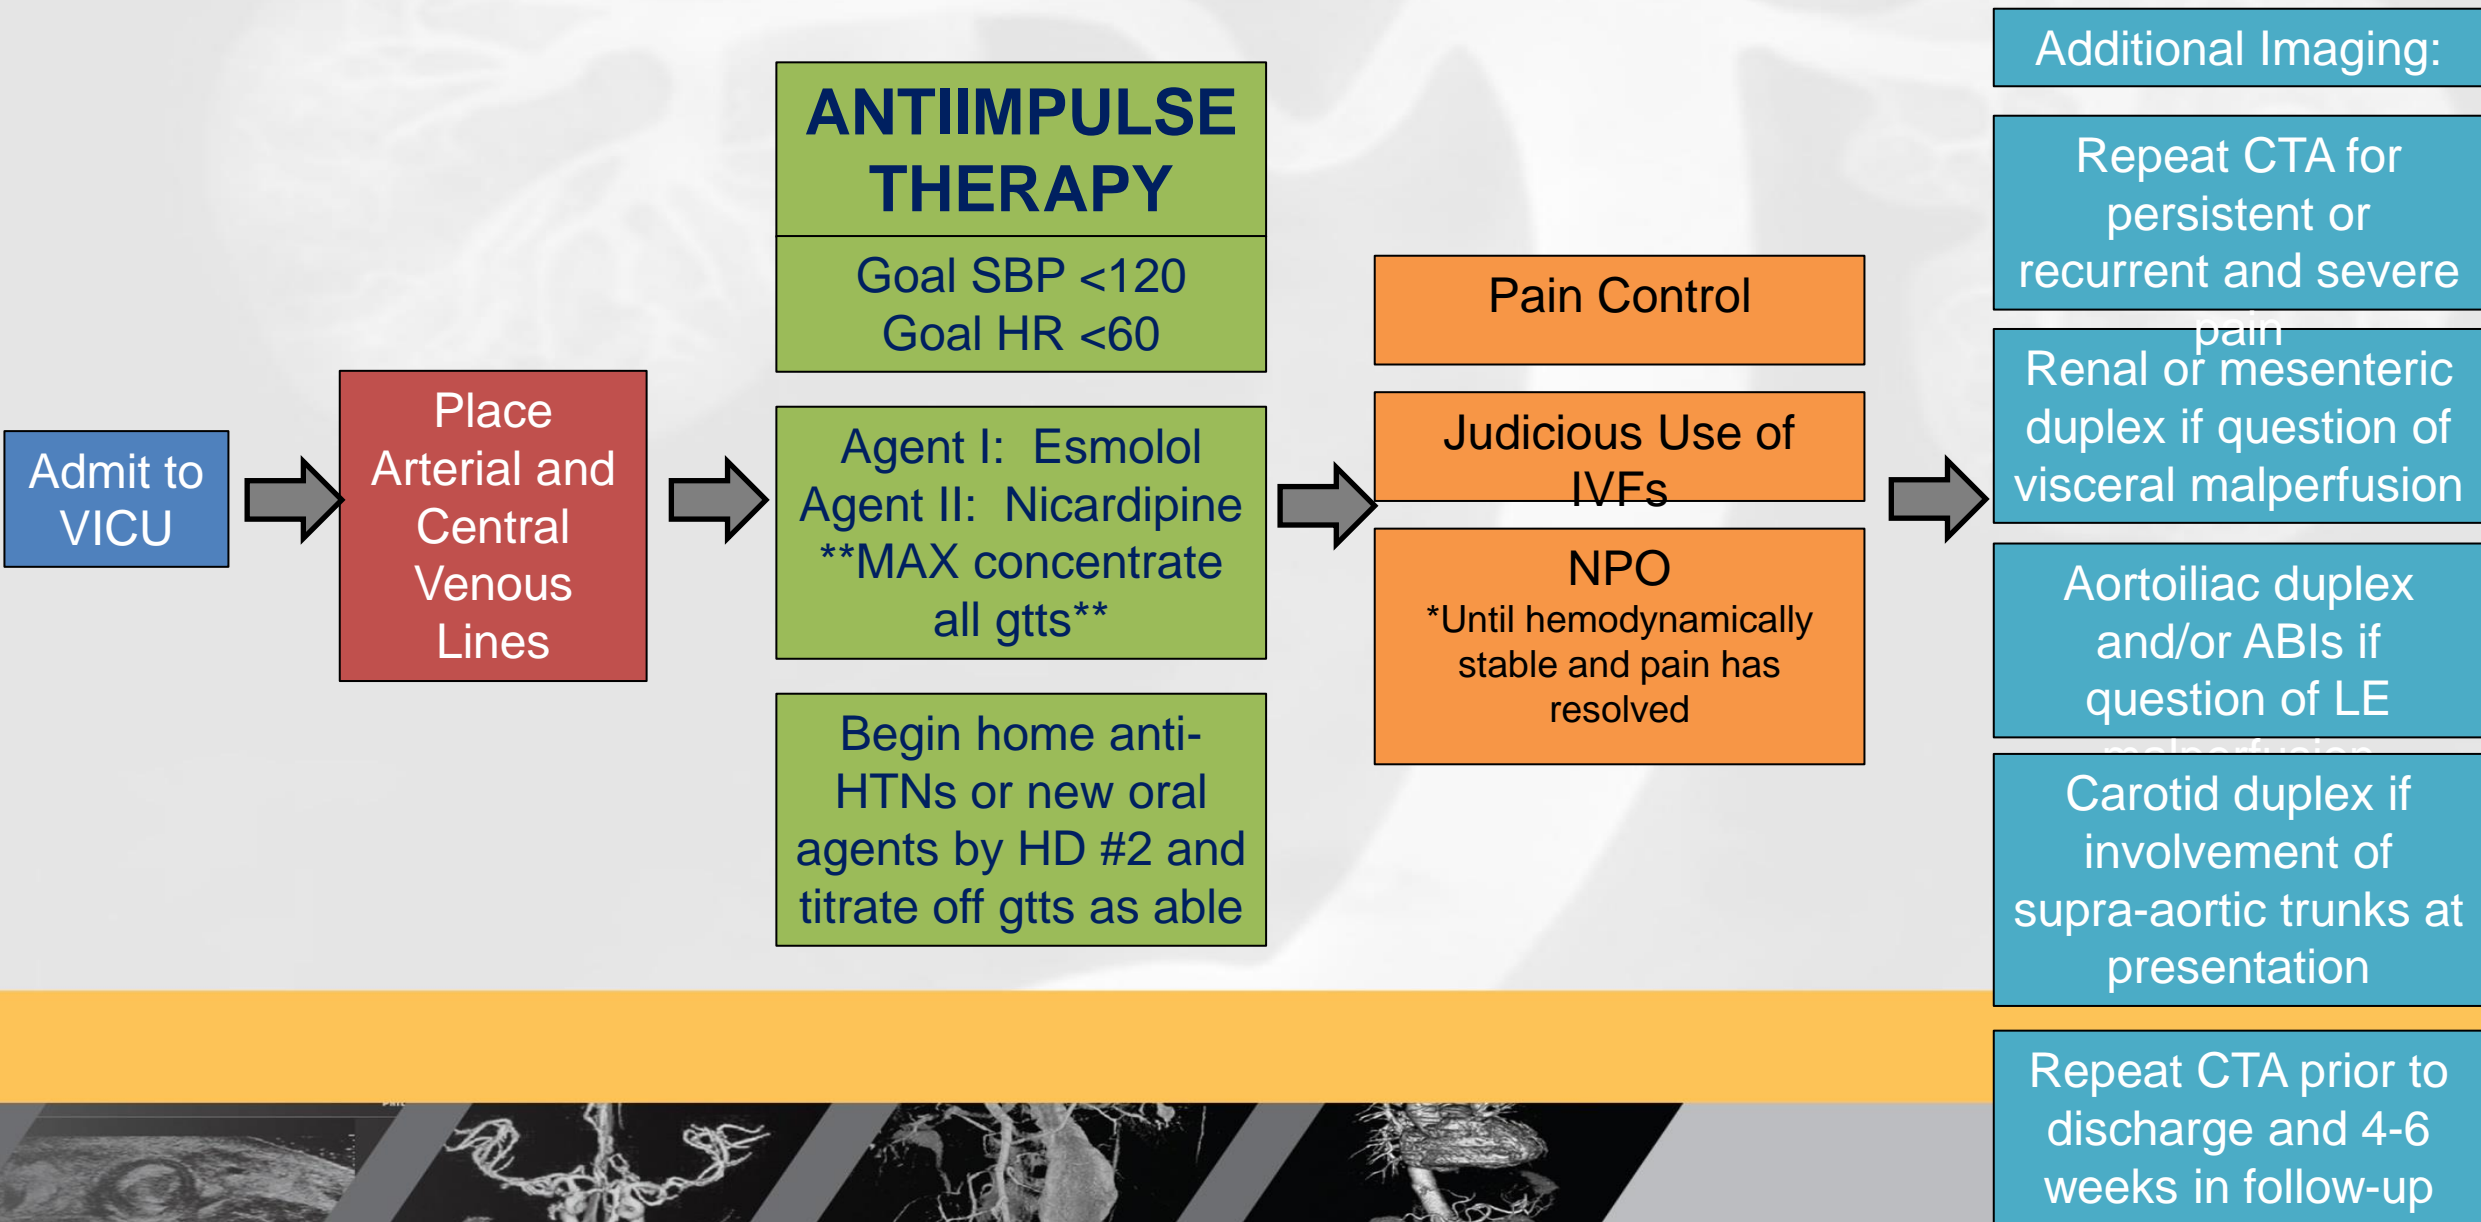 Admit to
VICU
Place
Arterial and
Central
Venous
Lines
ANTIIMPULSE
THERAPY
Goal SBP <120
Goal HR <60
Agent I:  Esmolol
Agent II:  Nicardipine
**MAX concentrate
all gtts**
Begin home anti-
HTNs or new oral
agents by HD #2 and
titrate off gtts as able
Pain Control
Judicious Use of
IVFs
NPO
*Until hemodynamically
stable and pain has
resolved
Additional Imaging:
Repeat CTA for
persistent or
recurrent and severe
pain
Renal or mesenteric
duplex if question of
visceral malperfusion
Aortoiliac duplex
and/or ABIs if
question of LE
malperfusion
Carotid duplex if
involvement of
supra-aortic trunks at
presentation
Repeat CTA prior to
discharge and 4-6
weeks in follow-up